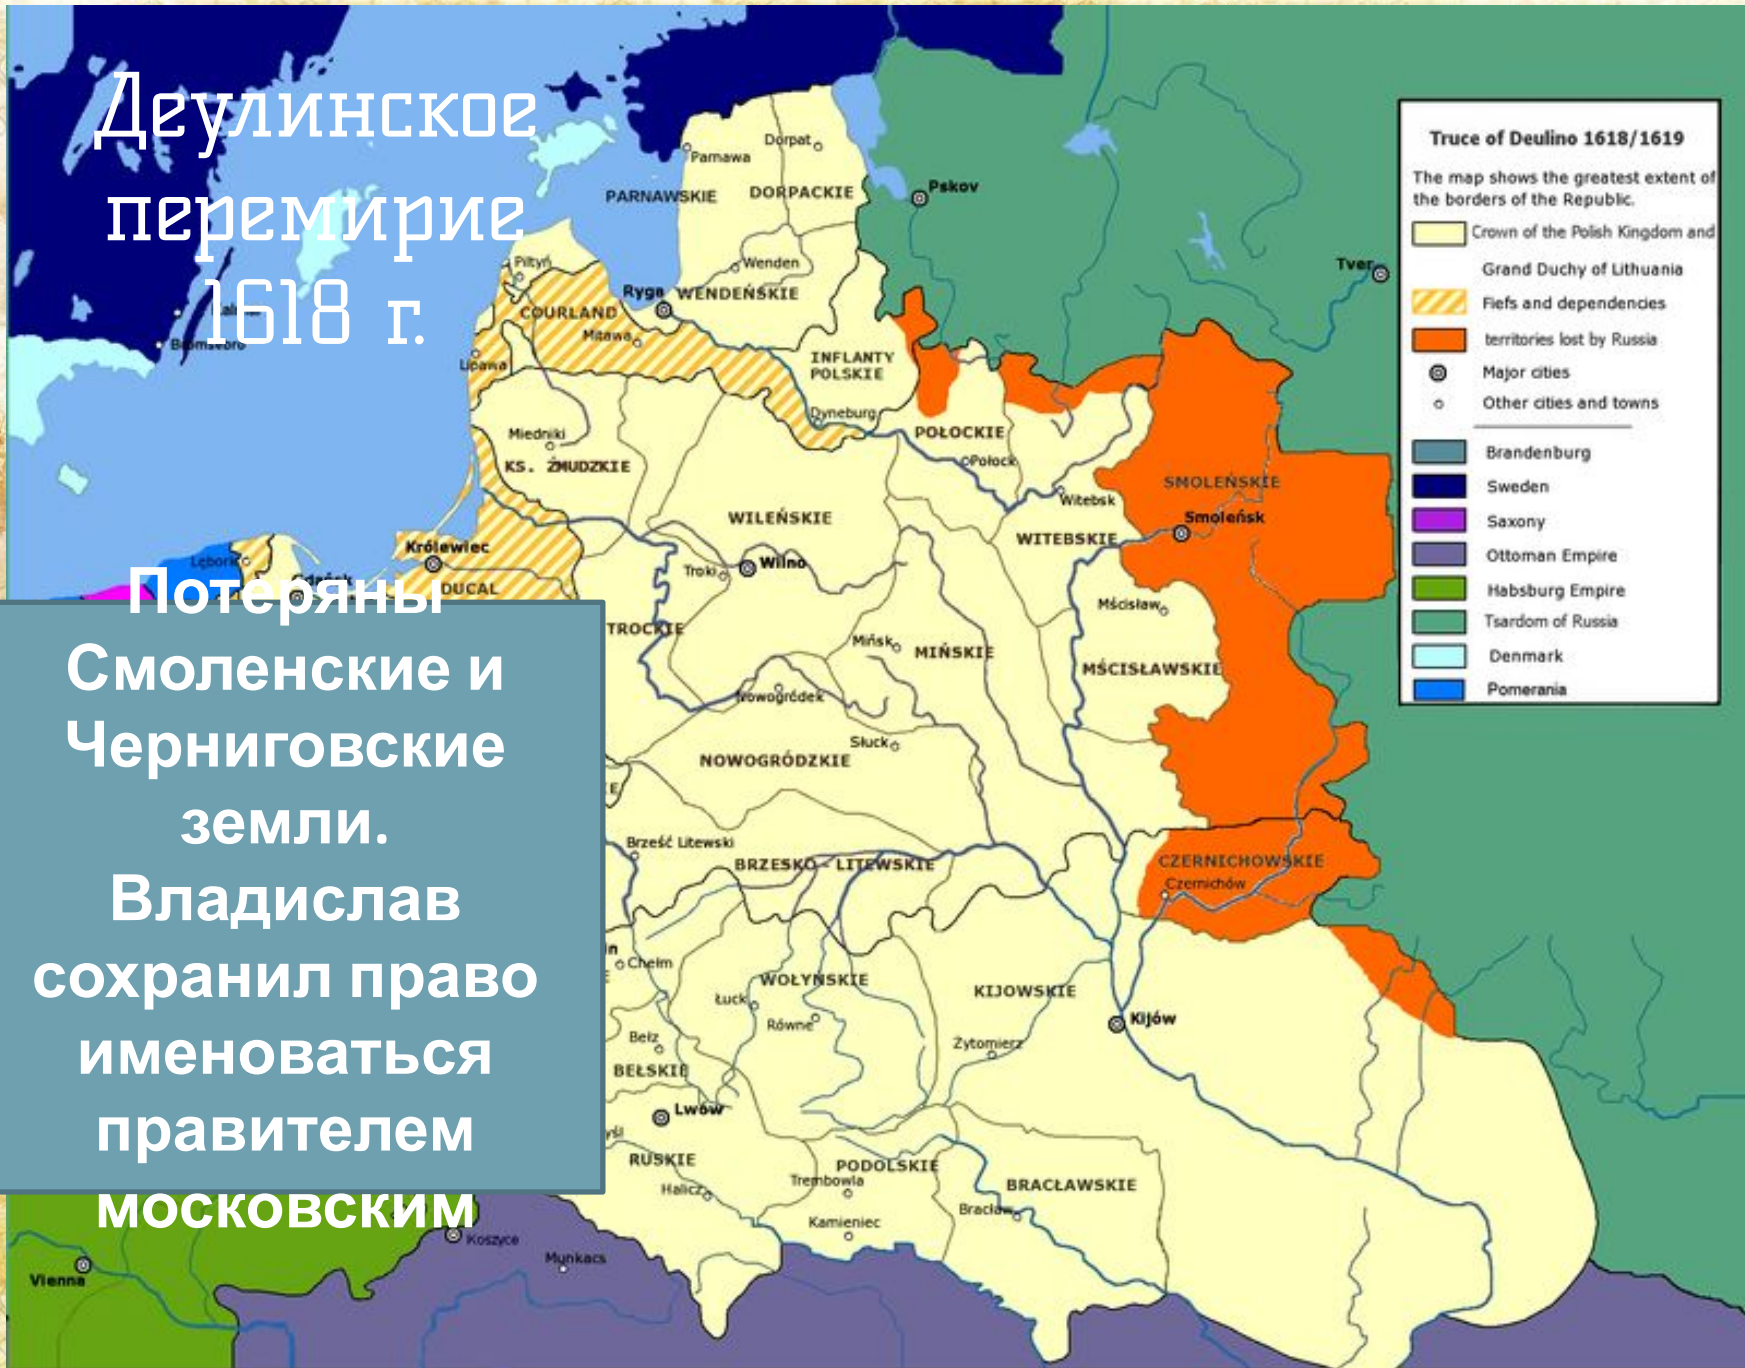 Деулинское
перемирие
1618 г.
Потеряны
Смоленские и
Черниговские
земли.
Владислав
сохранил право
именоваться
правителем
московским
Truce of Deulino 1618/1619
The map shows the greatest extent of
the borders of the Republic.
Crown of the Polish Kingdom and
Grand Duchy of Lithuania
Fiefs and dependencies
territories lost by Russia
Major cities
Other cities and towns
Brandenburg
Sweden
Saxony
Ottoman Empire
Habsburg Empire
Tsardom of Russia
Denmark
Pomerania
Dorpat
Parnawa
PARNAWSKIE
DORPACKIE
Pskov
Tver
Piltyń
Wenden
Ryga
WENDEŃSKIE
COURLAND
Mitawa
Bromsebro
Lipawa
INFLANTY
POLSKIE
Dyneburg
POŁOCKIE
Miedniki
KS. ŻMUDZKIE
Połock
Witebsk
SMOLEŃSKIE
Smoleńsk
WILEŃSKIE
WITEBSKIE
Królewiec
Lębork
Gdańsk
DUCAL
Troki
Wilno
Mścisław
TROCKIE
Mińsk
MIŃSKIE
MŚCISŁAWSKIE
Nowogródek
Słuck
NOWOGRÓDZKIE
Brześć Litewski
BRZESKO - LITEWSKIE
CZERNICHOWSKIE
Czernichów
Chełm
WOŁYŃSKIE
KIJOWSKIE
Łuck
Równe
Kijów
Bełz
Żytomierz
BEŁSKIE
Lwów
RUSKIE
PODOLSKIE
Halicz
Trembowla
BRACŁAWSKIE
Kamieniec
Bracław
Koszyce
Munkacs
Vienna